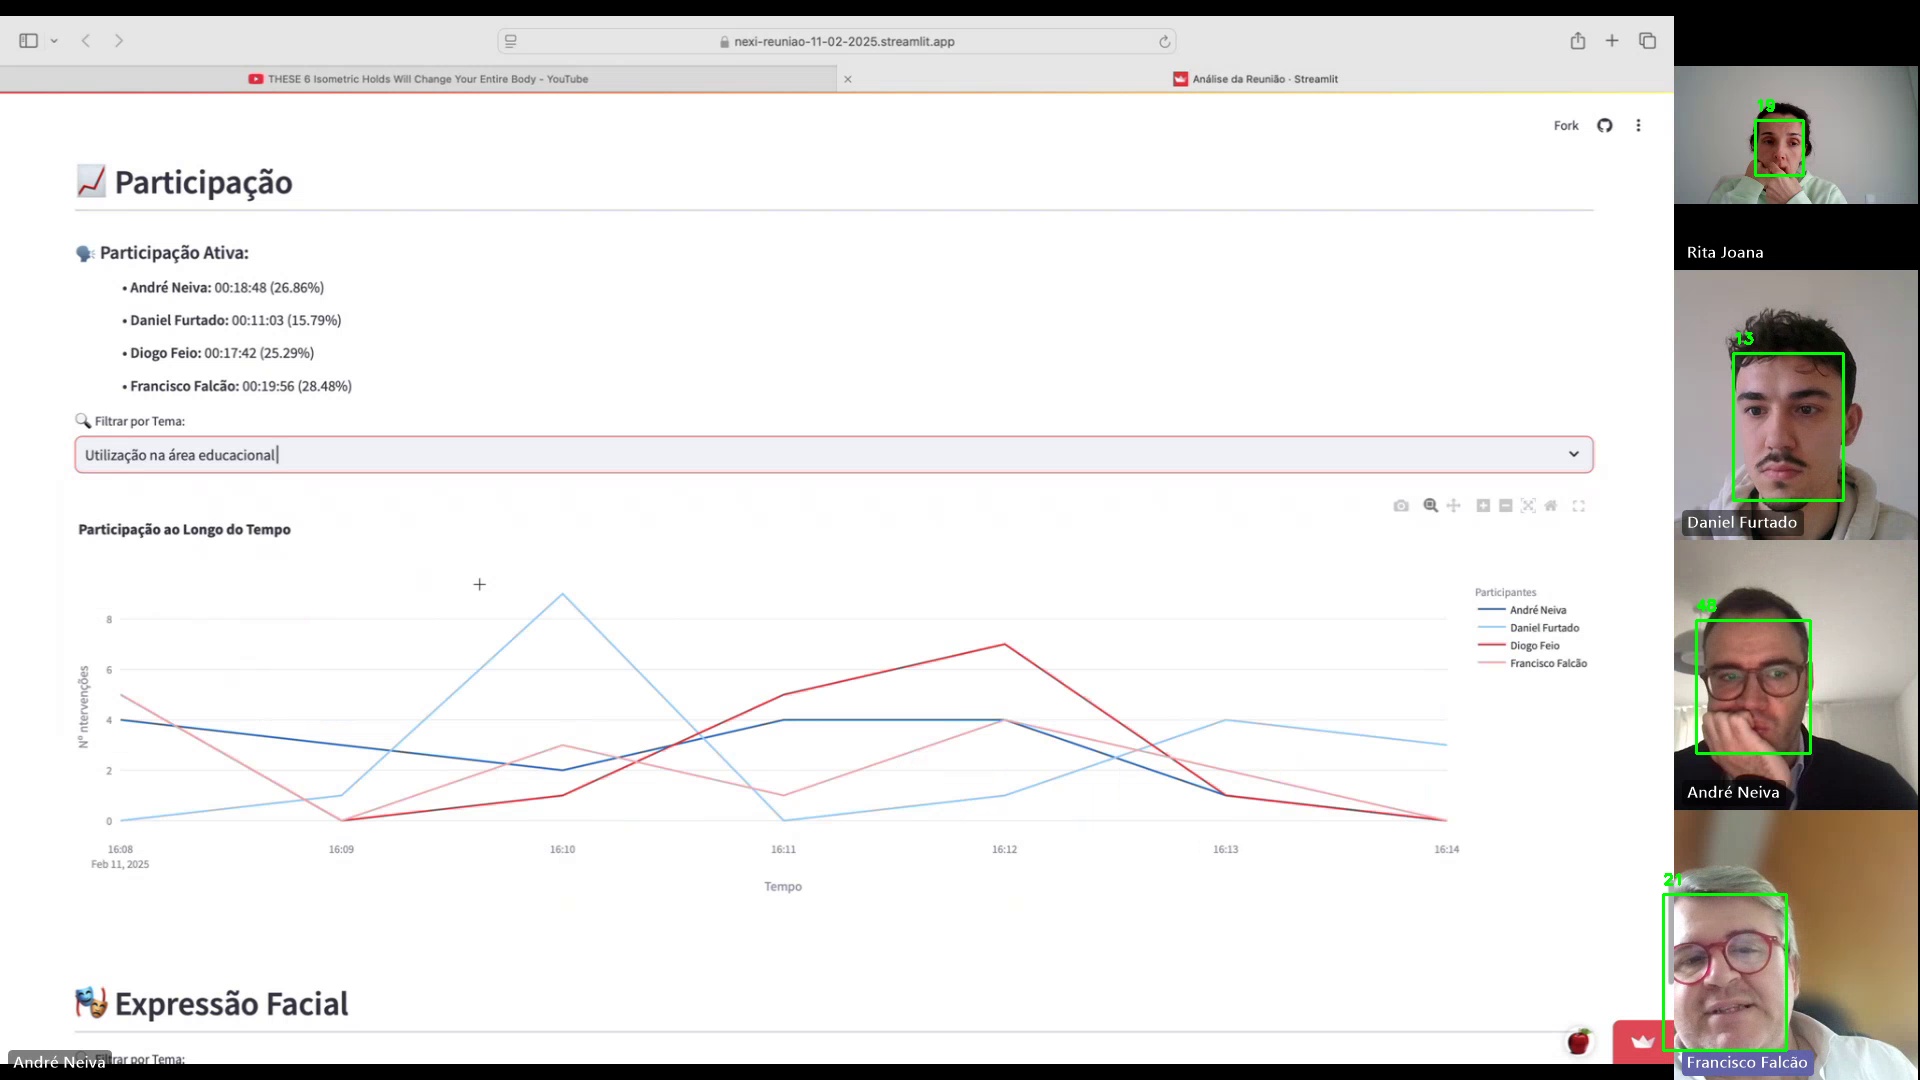 nexi-reuniao-11-02-2025.streamlit.app
THESE 6 Isometric Holds Will Change Your Entire Body - YouTube
Análise da Reunião · Streamlit
Fork
Participação
Participação Ativa:
• André Neiva: 00:18:48 (26.86%)
• Daniel Furtado: 00:11:03 (15.79%)
• Diogo Feio: 00:17:42 (25.29%)
• Francisco Falcão: 00:19:56 (28.48%)
Filtrar por Tema:
Utilização na área educacional
Participação ao Longo do Tempo
Participantes
André Neiva
Daniel Furtado
Diogo Feio
Francisco Falcão
Nº ntervenções
8
6
4
2
0
16:08
16:09
16:10
16:11
16:12
16:13
16:14
Feb 11, 2025
Tempo
Expressão Facial
rar por Tema:
André Neiva
19
Rita Joana
13
Daniel Furtado
André Neiva
21
Francisco Falcão